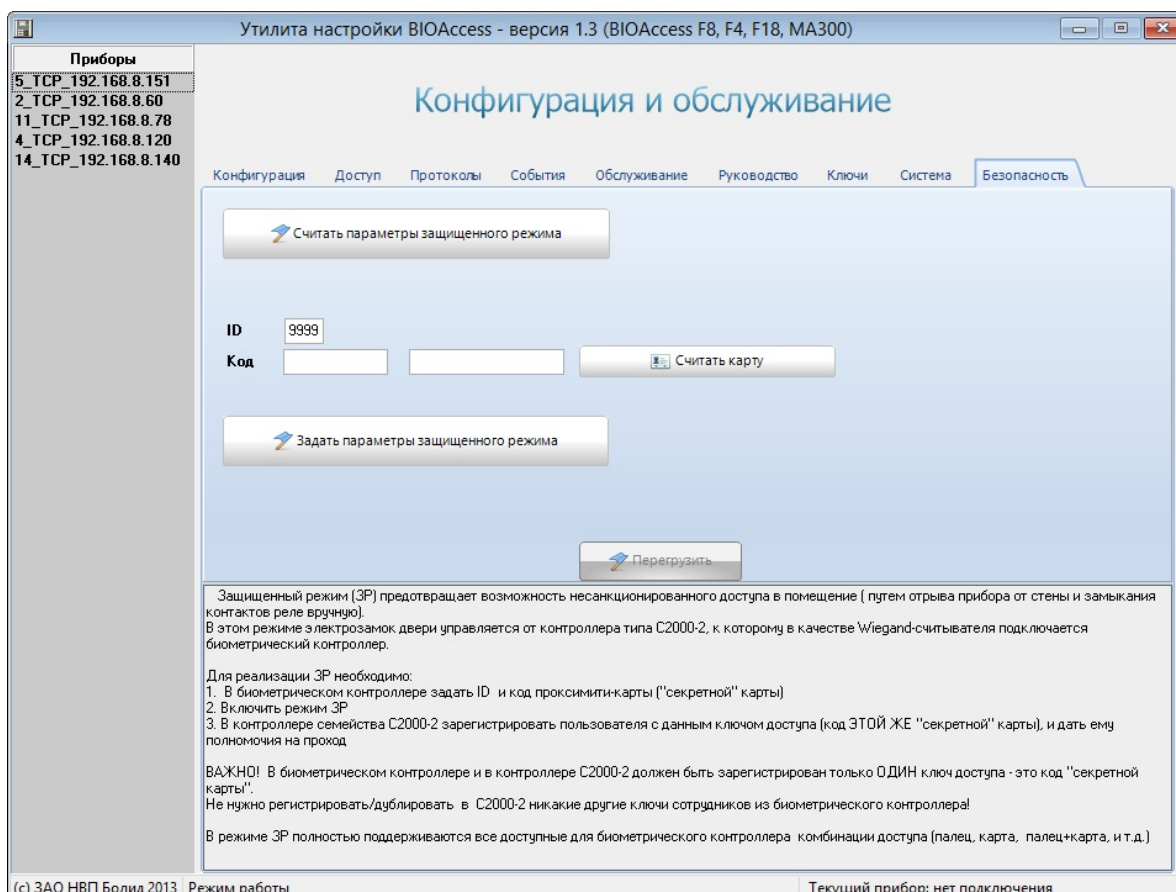 Утилита настройки BIOAccess - версия 1.3 (BIOAccess F8, F4, F18, MA300)
Приборы
5_TCP_192.168.8.151
2_TCP_192.168.8.60
11_TCP_192.168.8.78
4_TCP_192.168.8.120
14_TCP_192.168.8.140
Конфигурация и обслуживание
Конфигурация Доступ Протоколы События Обслуживание Руководство Ключи Система Безопасность
Считать параметры защищенного режима
ID 9999
Код Считать карту
Задать параметры защищенного режима
Перегрузить
Защищенный режим (ЗР) предотвращает возможность несанкционированного доступа в помещение ( путем отрыва прибора от стены и замыкания
контактов реле вручную).
В этом режиме электрозамок двери управляется от контроллера типа С2000-2, к которому в качестве Wiegand-считывателя подключается
биометрический контроллер.
Для реализации ЗР необходимо:
1. В биометрическом контроллере задать ID и код проксимити-карты ("секретной" карты)
2. Включить режим ЗР
3. В контроллере семейства С2000-2 зарегистрировать пользователя с данным ключом доступа (код ЭТОЙ ЖЕ "секретной" карты), и дать ему
полномочия на проход
ВАЖНО! В биометрическом контроллере и в контроллере С2000-2 должен быть зарегистрирован только ОДИН ключ доступа - это код "секретной
карты".
Не нужно регистрировать/дублировать в С2000-2 никакие другие ключи сотрудников из биометрического контроллера!
В режиме ЗР полностью поддерживаются все доступные для биометрического контроллера комбинации доступа (палец, карта, палец+карта, и т.д.)
(с) ЗАО НВП Болид 2013 Режим работы Текущий прибор: нет подключения